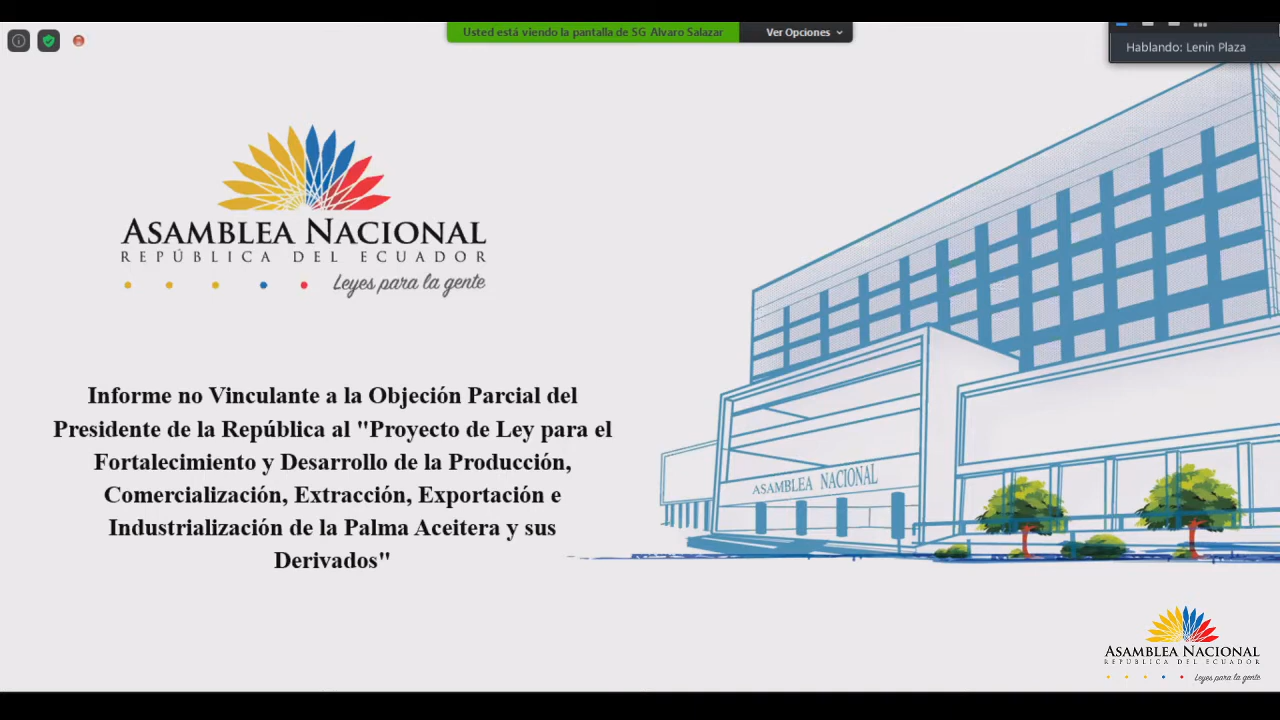 Usted está viendo la pantalla de SG Alvaro Salazar
Ver Opciones
Hablando: Lenin Plaza
ASAMBLEA NACIONAL
REPÚBLICA DEL ECUADOR
Leyes para la gente
Informe no Vinculante a la Objeción Parcial del
Presidente de la República al "Proyecto de Ley para el
Fortalecimiento y Desarrollo de la Producción,
Comercialización, Extracción, Exportación e
Industrialización de la Palma Aceitera y sus
Derivados"
ASAMBLEA NACIONAL
ASAMBLEA NACIONAL
REPÚBLICA DEL ECUADOR
Leyes para la gente